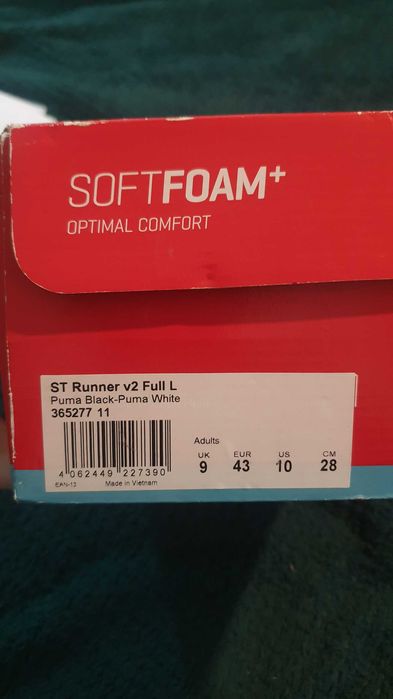 SOFTFOAM+
OPTIMAL COMFORT
ST Runner v2 Full L
Puma Black-Puma White
365277 11
Adults
UK EUR US CM
9 43 10 28
4 062449 227390
EAN-13 Made in Vietnam